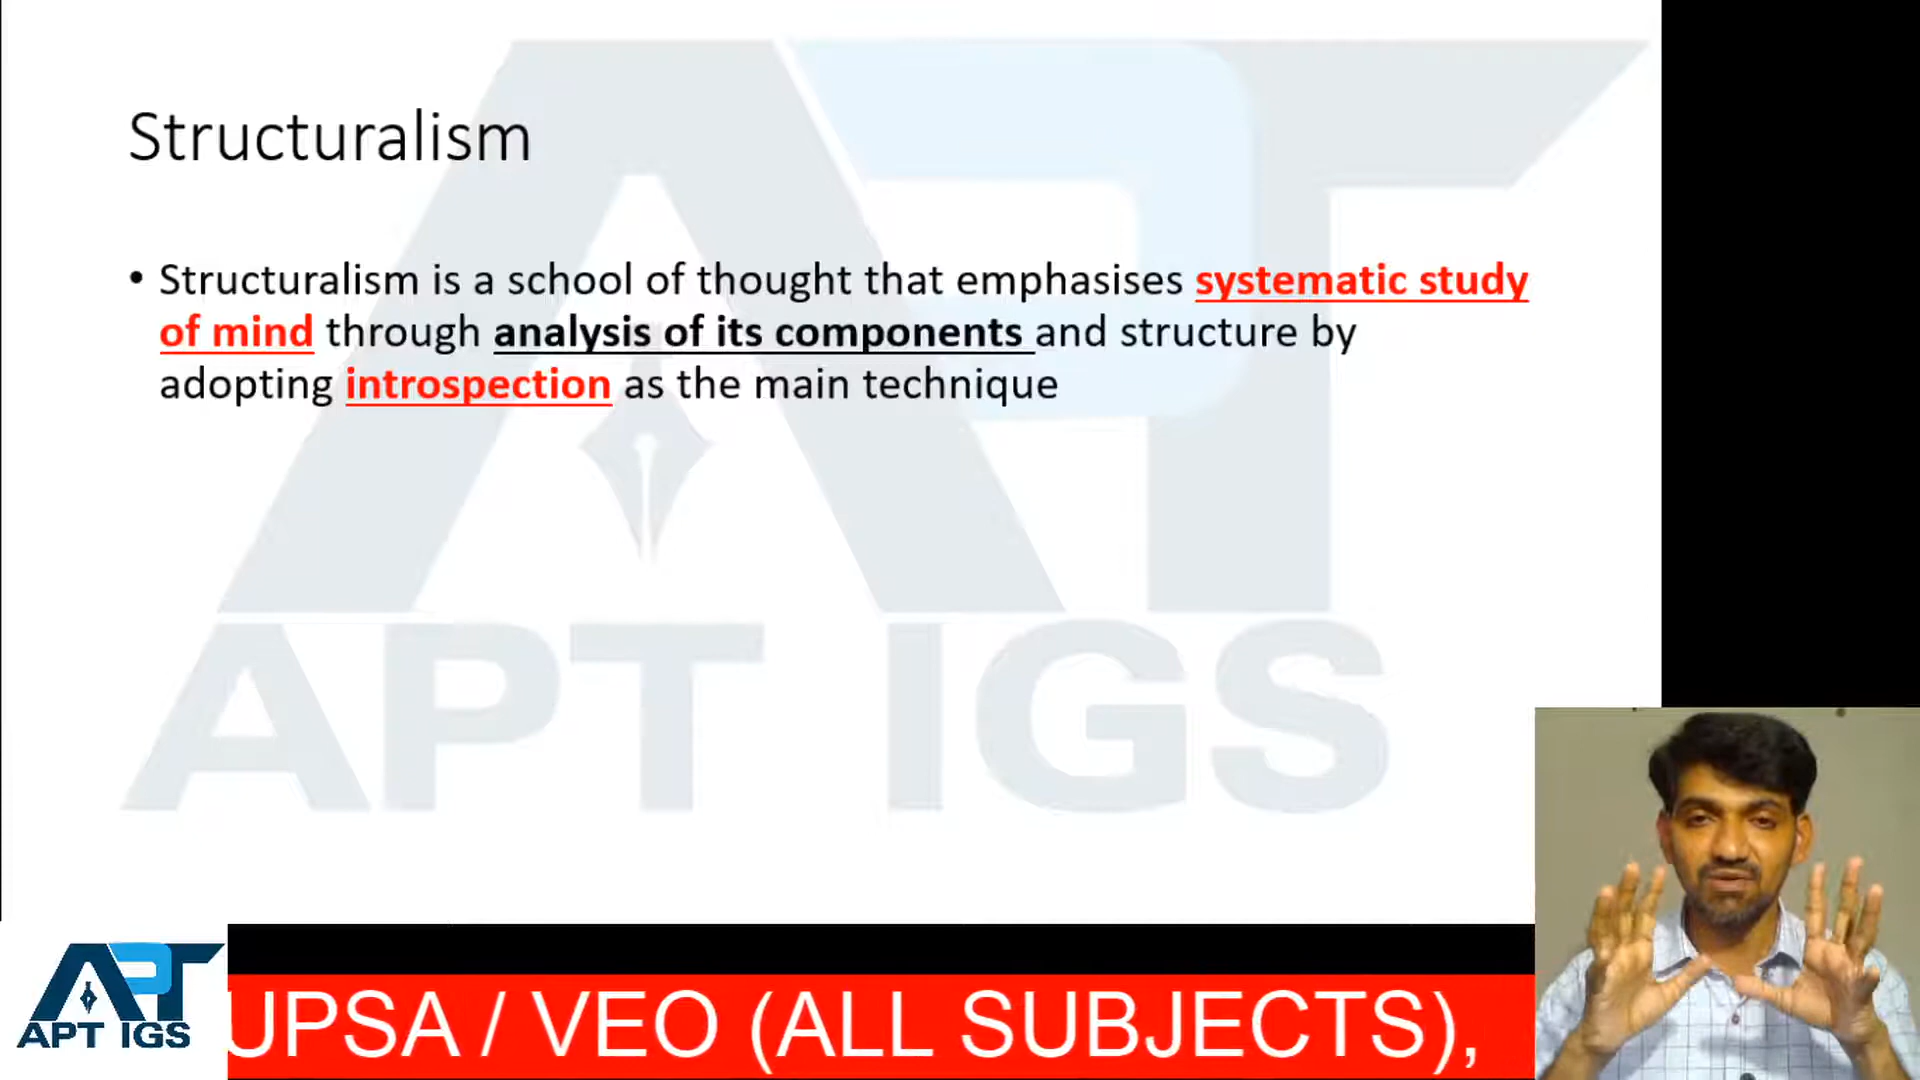 Structuralism
• Structuralism is a school of thought that emphasises systematic study
of mind through analysis of its components and structure by
adopting introspection as the main technique
APT IGS
APT IGS
UPSA / VEO (ALL SUBJECTS),